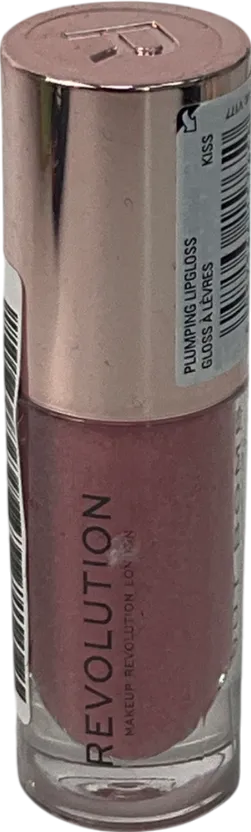 R
PLUMPING LIPGLOSS
GLOSS À LÈVRES
KISS
REVOLUTION
MAKEUP REVOLUTION LONDON